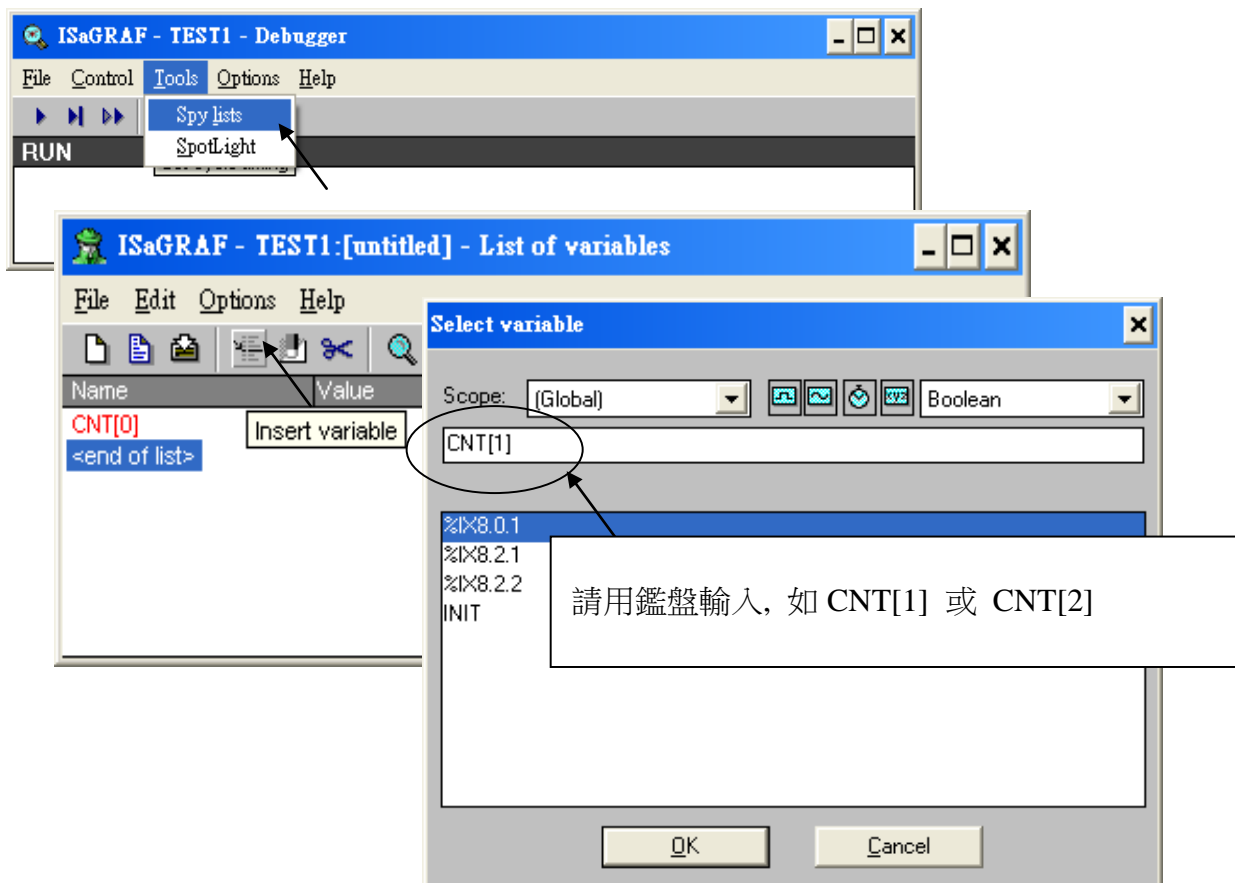 ISaGRAF - TEST1 - Debugger
File Control Tools Options Help
Spy lists
RUN
SpotLight
ISaGRAF - TEST1:[untitled] - List of variables
File Edit Options Help
Name Value
CNT[0]
Insert variable
<end of list>
Select variable
Scope: (Global) Boolean
CNT[1]
%IX8.0.1
%IX8.2.1
%IX8.2.2
INIT
請用鑑盤輸入, 如 CNT[1] 或 CNT[2]
OK Cancel